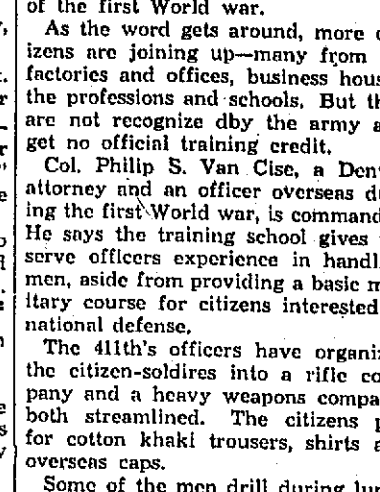 of the first World war.
As the word gets around, more c
izens are joining up—many from
factories and offices, business hous
the professions and schools. But th
are not recognize dby the army a
get no official training credit.
Col. Philip S. Van Cise, a Denv
attorney and an officer overseas du
ing the first World war, is command
He says the training school gives
serve officers experience in handl
men, aside from providing a basic m
itary course for citizens interested
national defense.
The 411th's officers have organiz
the citizen-soldires into a rifle co
pany and a heavy weapons compa
both streamlined. The citizens p
for cotton khaki trousers, shirts a
overseas caps.
Some of the men drill during lun